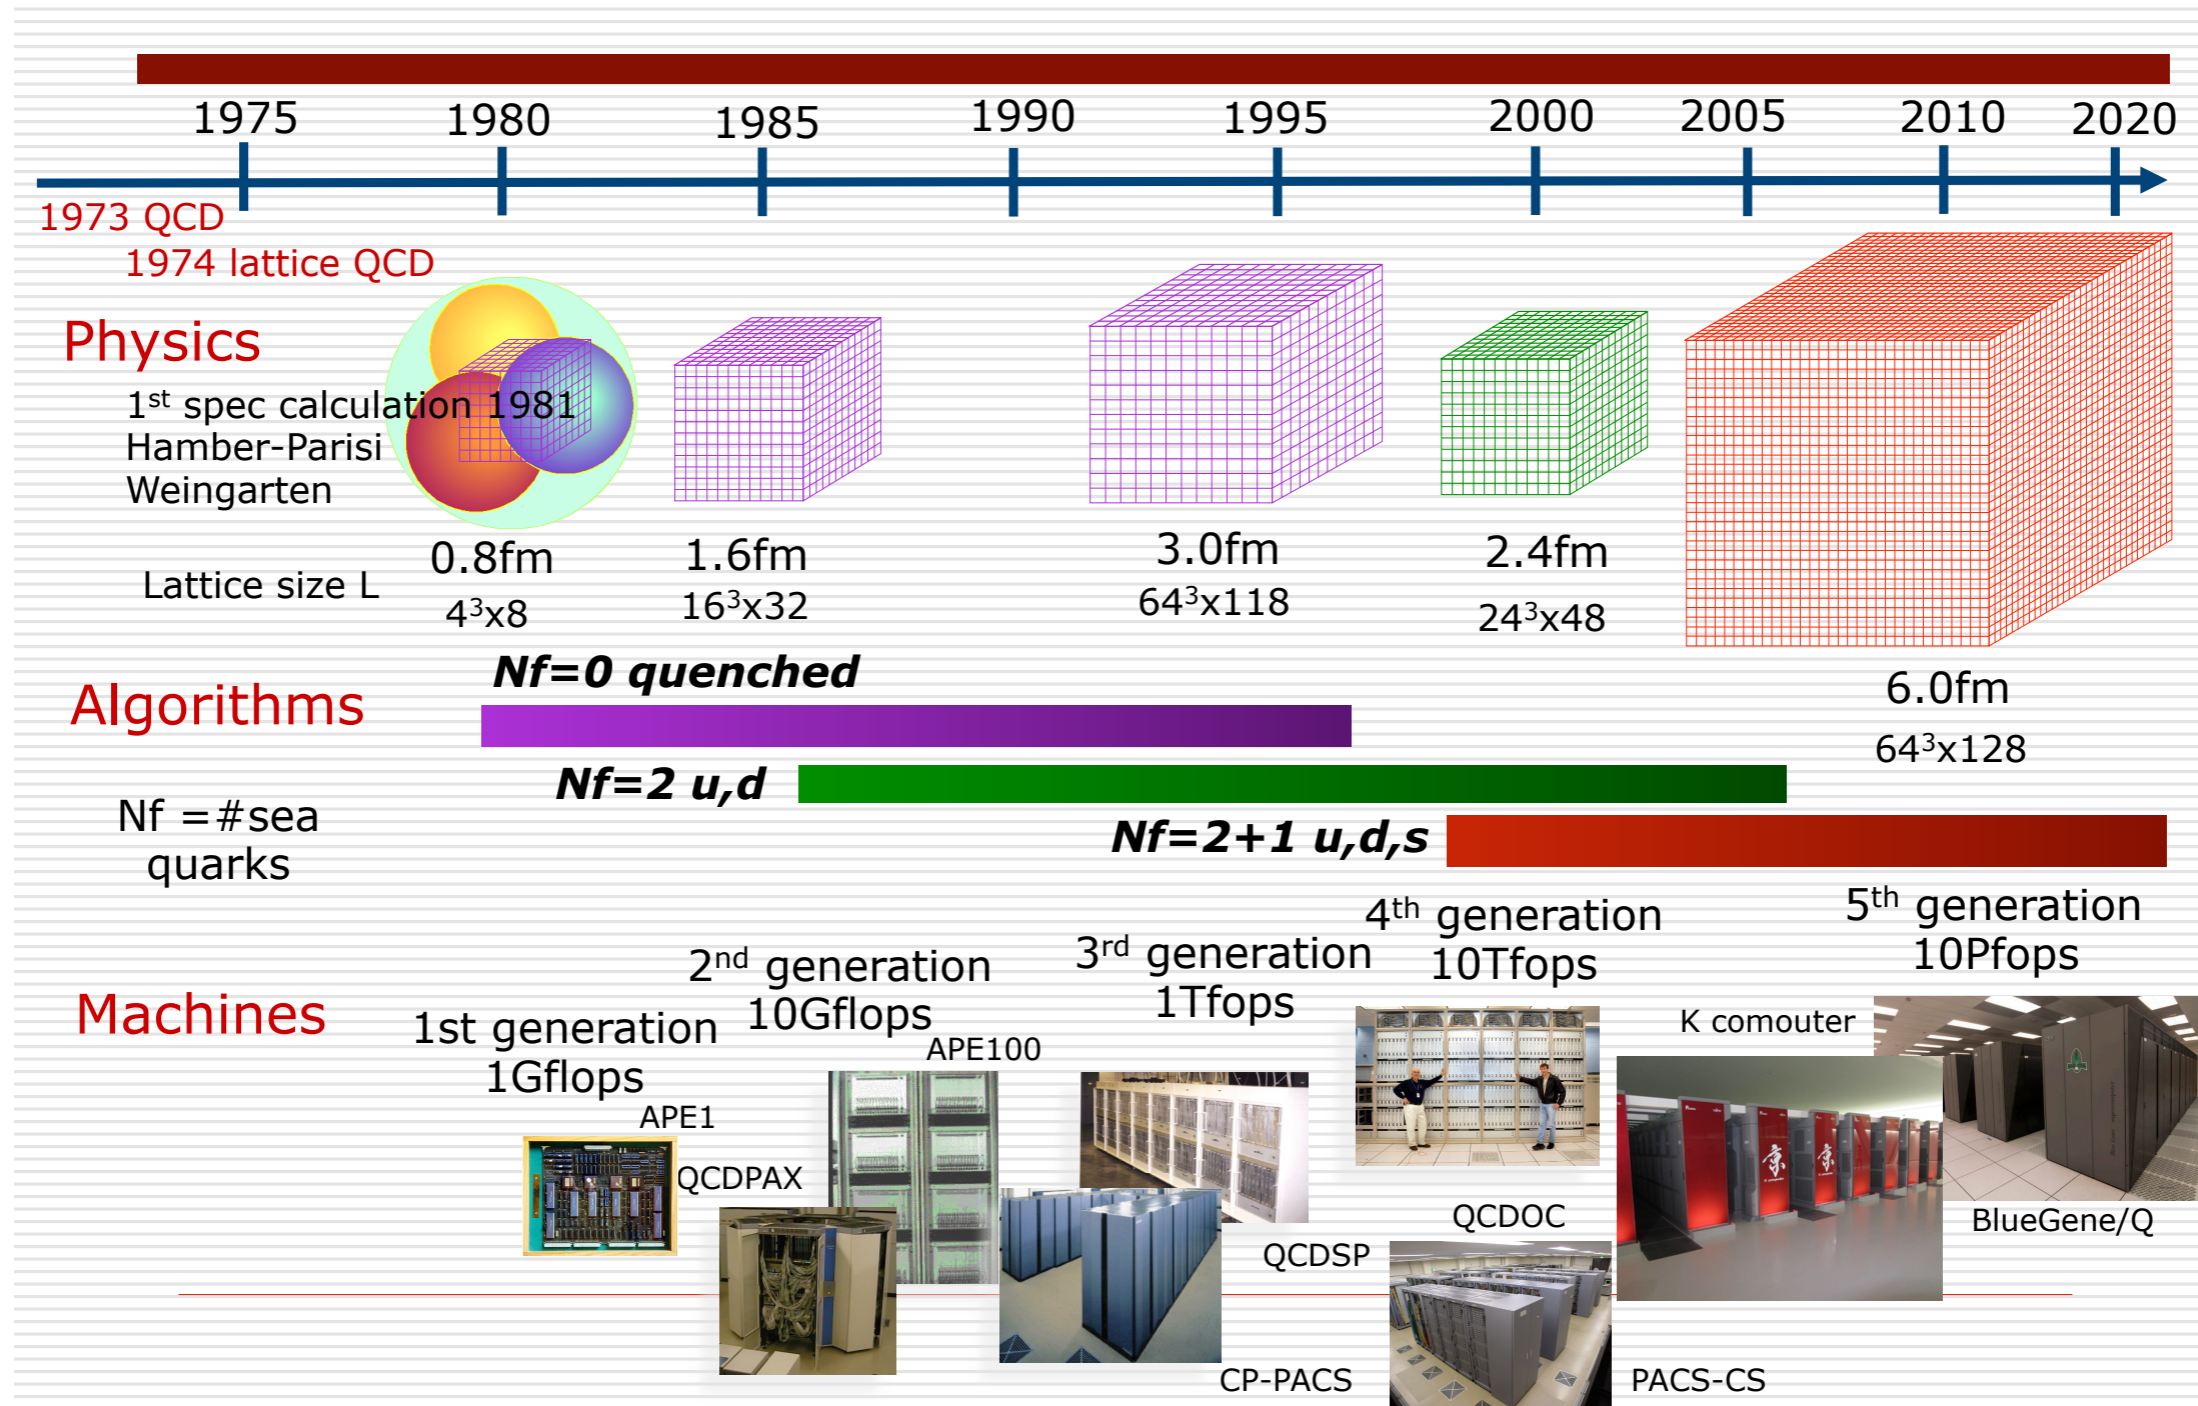 1975 1980 1985 1990 1995 2000 2005 2010 2020
1973 QCD
1974 lattice QCD
Physics
1st spec calculation 1981
Hamber-Parisi
Weingarten
Lattice size L
0.8fm
4³x8
1.6fm
16³x32
3.0fm
64³x118
2.4fm
24³x48
6.0fm
64³x128
Algorithms
Nf=0 quenched
Nf=2 u,d
Nf=2+1 u,d,s
Nf =#sea
quarks
Machines
1st generation
1Gflops
APE1
QCDPAX
2nd generation
10Gflops
APE100
3rd generation
1Tfops
QCDSP
CP-PACS
4th generation
10Tfops
QCDOC
PACS-CS
5th generation
10Pfops
K comouter
京
京
BlueGene/Q